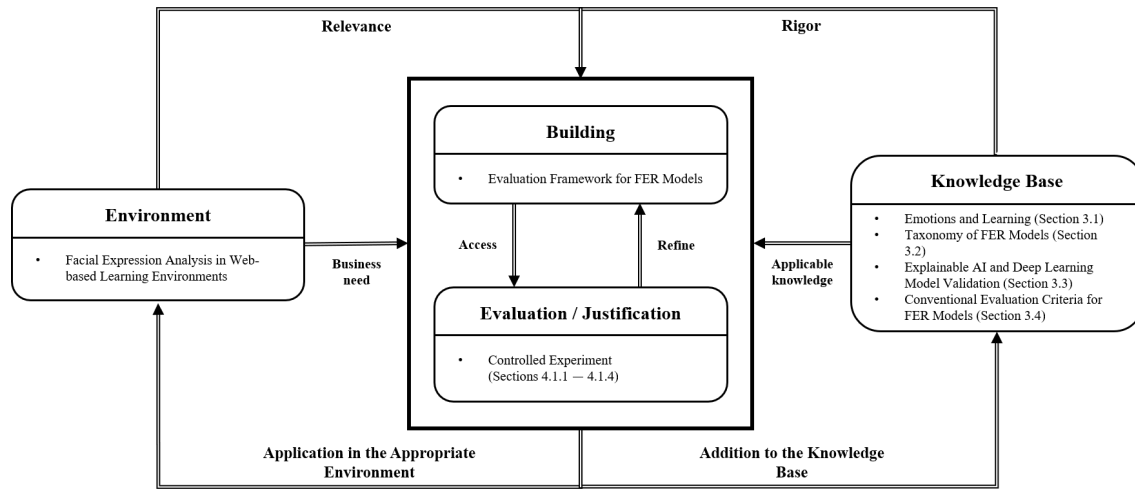 Relevance
Rigor
Building
• Evaluation Framework for FER Models
Environment
• Facial Expression Analysis in Web-
based Learning Environments
Business
need
Access
Refine
Applicable
knowledge
Knowledge Base
• Emotions and Learning (Section 3.1)
• Taxonomy of FER Models (Section
3.2)
• Explainable AI and Deep Learning
Model Validation (Section 3.3)
• Conventional Evaluation Criteria for
FER Models (Section 3.4)
Evaluation / Justification
• Controlled Experiment
(Sections 4.1.1 — 4.1.4)
Application in the Appropriate
Environment
Addition to the Knowledge
Base